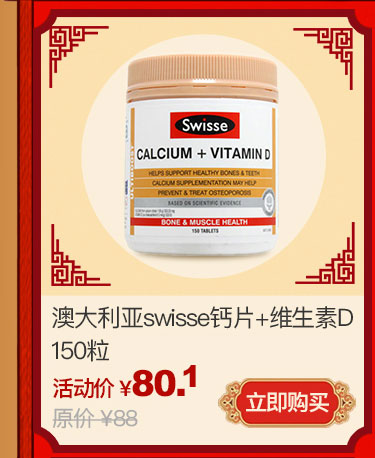 Swisse
CALCIUM + VITAMIN D
HELPS SUPPORT HEALTHY BONES & TEETH
CALCIUM SUPPLEMENTATION MAY HELP
PREVENT & TREAT OSTEOPOROSIS
BASED ON SCIENTIFIC EVIDENCE
BONE & MUSCLE HEALTH
150 TABLETS
澳大利亚swisse钙片+维生素D
150粒
活动价 ¥80.1
立即购买
原价 ¥88